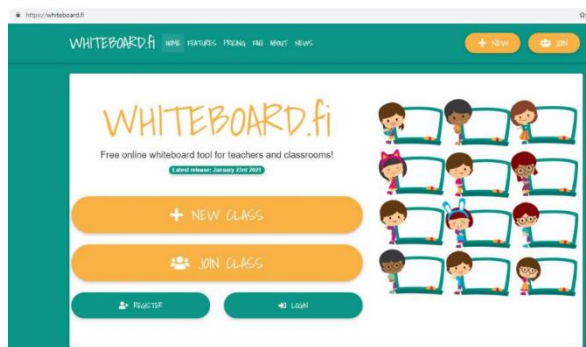 https://whiteboard.fi
WHITEBOARD.fi HOME FEATURES PRICING FAQ ABOUT NEWS + NEW JOIN
WHITEBOARD.fi
Free online whiteboard tool for teachers and classrooms!
Latest release: January 23rd 2021
+ NEW CLASS
JOIN CLASS
REGISTER LOGIN